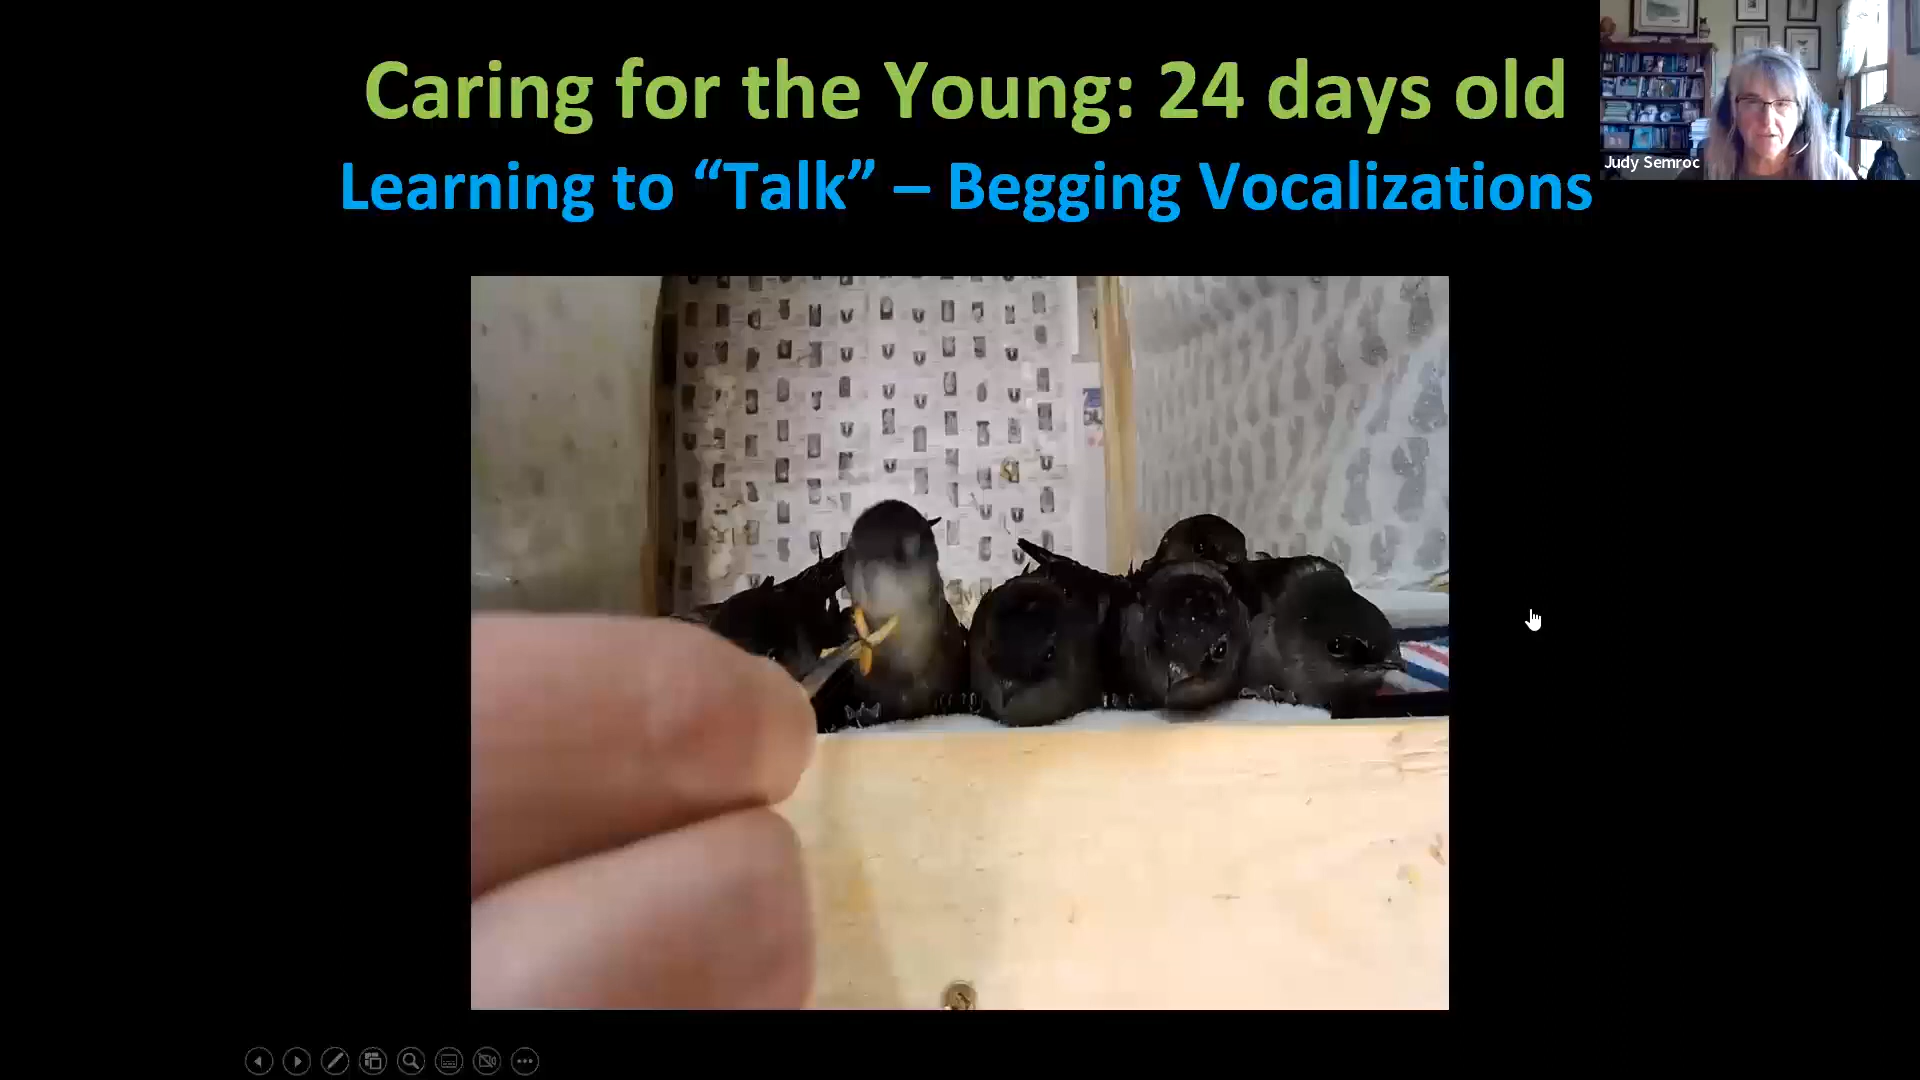 Caring for the Young: 24 days old
Learning to “Talk” – Begging Vocalizations
Judy Semroc